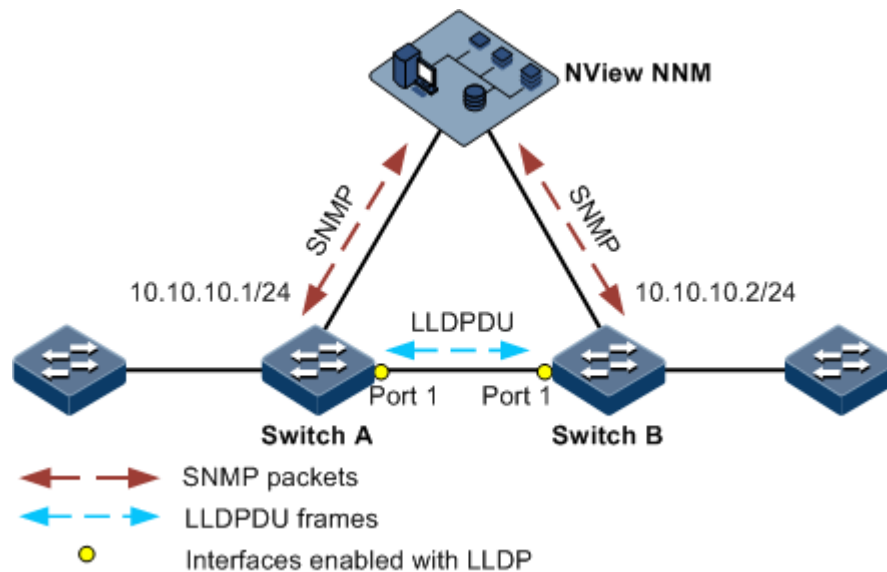 NView NNM
SNMP
SNMP
10.10.10.1/24
10.10.10.2/24
LLDPDU
Port 1
Port 1
Switch A
Switch B
SNMP packets
LLDPDU frames
Interfaces enabled with LLDP